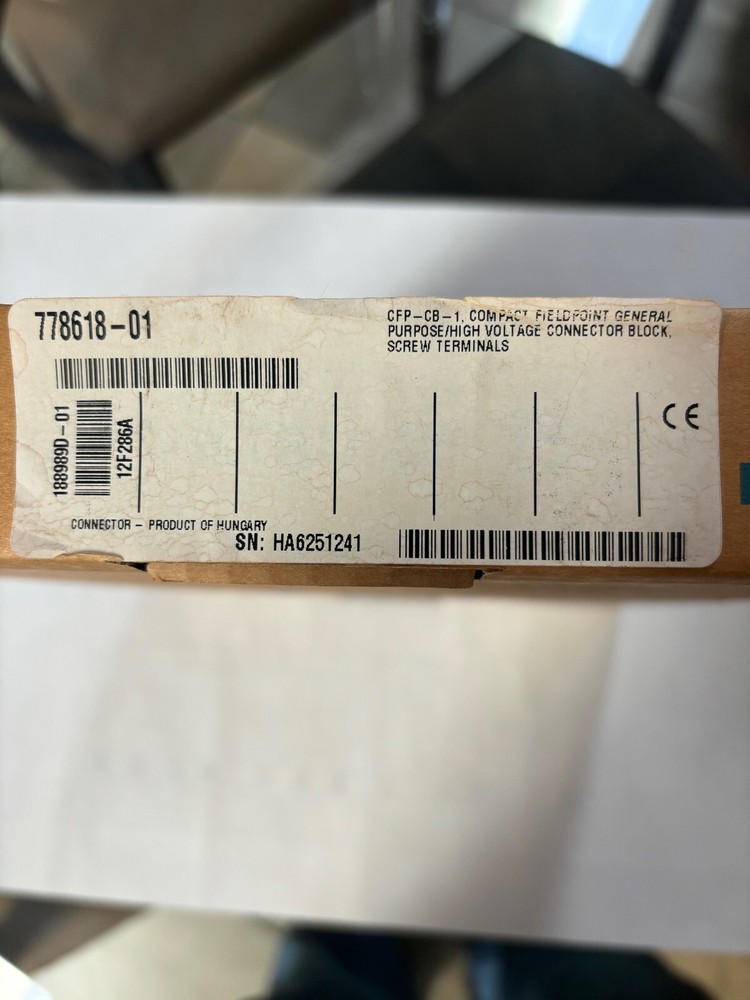 778618-01
CFP-CB-1, COMPACT FIELDPOINT GENERAL
PURPOSE/HIGH VOLTAGE CONNECTOR BLOCK,
SCREW TERMINALS
188989D-01
12F286A
CE
CONNECTOR - PRODUCT OF HUNGARY
SN: HA6251241